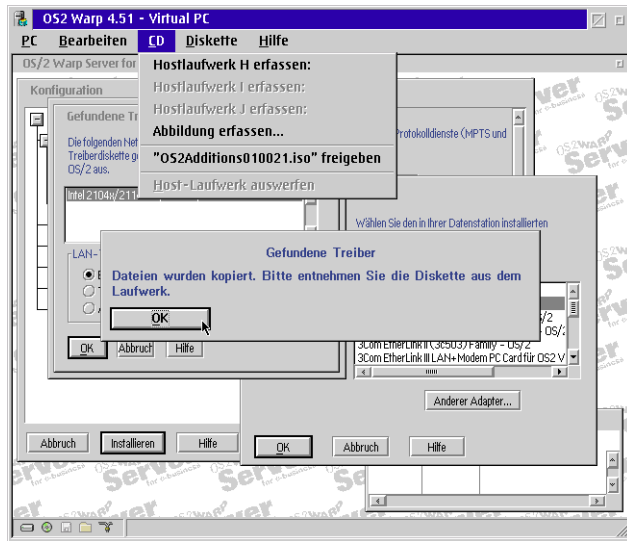 OS2 Warp 4.51 - Virtual PC
PC Bearbeiten CD Diskette Hilfe
OS/2 Warp Server for
Hostlaufwerk H erfassen:
Hostlaufwerk I erfassen:
Hostlaufwerk J erfassen:
Abbildung erfassen...
"OS2Additions010021.iso" freigeben
Host-Laufwerk auswerfen
Konfiguration
Gefundene Tr
Die folgenden Net
Treiberdiskette g
OS/2 aus.
Protokolldienste (MPTS und
Intel 2104x/211
Wählen Sie den in Ihrer Datenstation installierten
LAN-
Gefundene Treiber
Dateien wurden kopiert. Bitte entnehmen Sie die Diskette aus dem
Laufwerk.
OK
/2
- OS/2
3Com EtherLink II (3c503) Family - OS/2
3Com EtherLink III LAN+Modem PC Card für OS2 V
OK Abbruch Hilfe
Anderer Adapter...
Abbruch Installieren Hilfe
OK Abbruch Hilfe